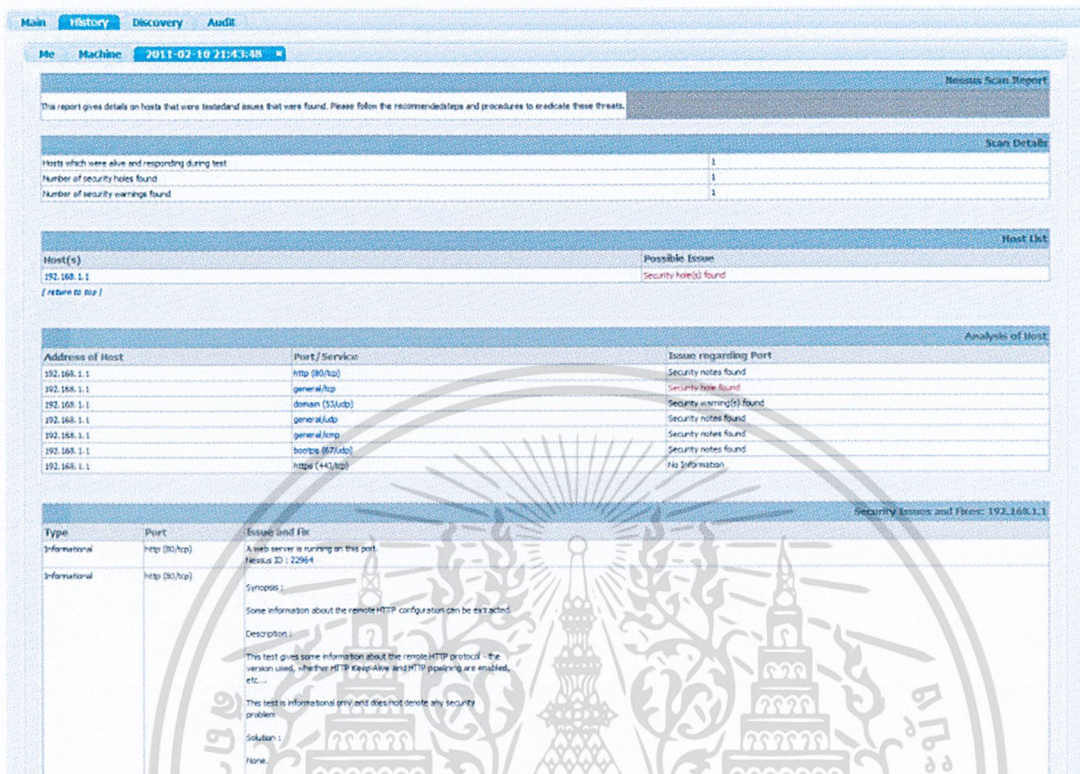 Main History Discovery Audit
Me Machine 2011-02-10 21:43:48 ×
Nessus Scan Report
This report gives details on hosts that were testedand issues that were found. Please follow the recommendedsteps and procedures to eradicate these threats.
Scan Details
Hosts which were alive and responding during test 1
Number of security holes found 1
Number of security warnings found 1
Host List
Host(s) Possible Issue
192.168.1.1 Security hole(s) found
[ return to top ]
Analysis of Host
Address of Host Port/Service Issue regarding Port
192.168.1.1 http (80/tcp) Security notes found
192.168.1.1 general/tcp Security hole found
192.168.1.1 domain (53/udp) Security warning(s) found
192.168.1.1 general/udp Security notes found
192.168.1.1 general/icmp Security notes found
192.168.1.1 bootps (67/udp) Security notes found
192.168.1.1 https (443/tcp) No Information
Security Issues and Fixes: 192.168.1.1
Type Port Issue and Fix
Informational http (80/tcp) A web server is running on this port.
Nessus ID : 22964
Informational http (80/tcp)
Synopsis :
Some information about the remote HTTP configuration can be extracted.
Description :
This test gives some information about the remote HTTP protocol - the
version used, whether HTTP Keep-Alive and HTTP pipelining are enabled,
etc...
This test is informational only and does not denote any security
problem
Solution :
None.